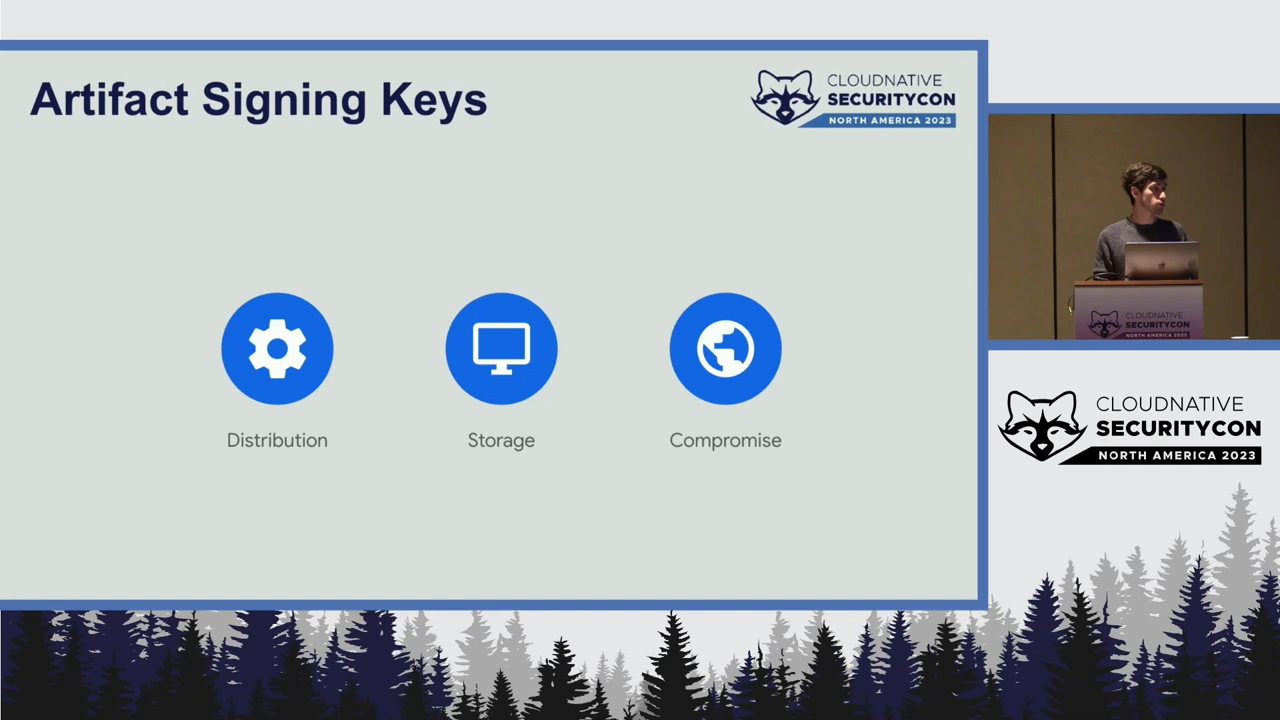 Artifact Signing Keys
CLOUDNATIVE
SECURITYCON
NORTH AMERICA 2023
Distribution
Storage
Compromise
CLOUDNATIVE
SECURITYCON
NORTH AMERICA 2023
CLOUDNATIVE
SECURITYCON
NORTH AMERICA 2023